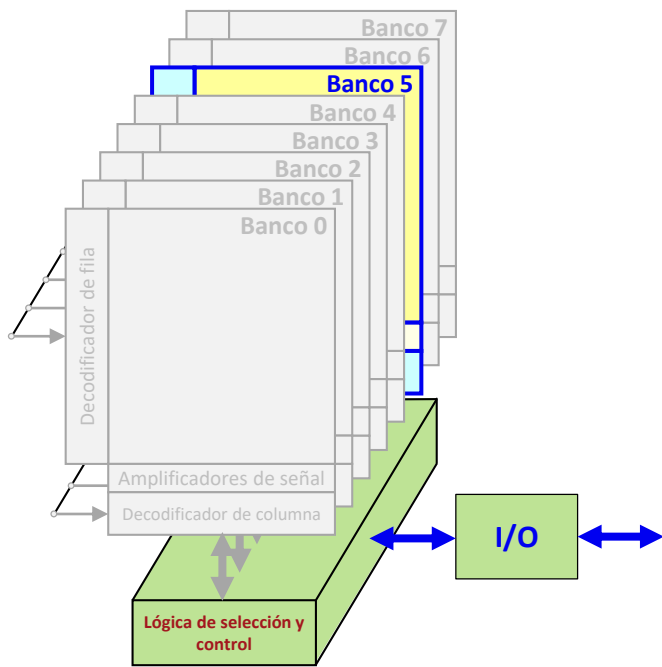 Banco 7
Banco 6
Banco 5
Banco 4
Banco 3
Banco 2
Banco 1
Banco 0
Decodificador de fila
Amplificadores de señal
Decodificador de columna
I/O
Lógica de selección y
control